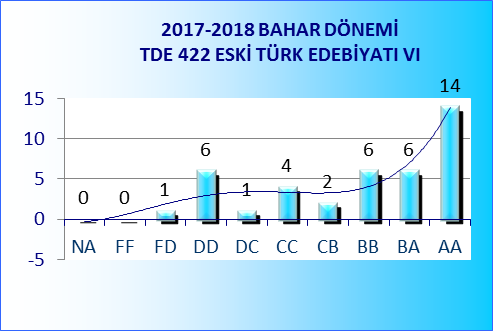 2017-2018 BAHAR DÖNEMİ
TDE 422 ESKİ TÜRK EDEBİYATI VI
15
10
5
0
-5
0 0 1 6 1 4 2 6 6 14
NA FF FD DD DC CC CB BB BA AA